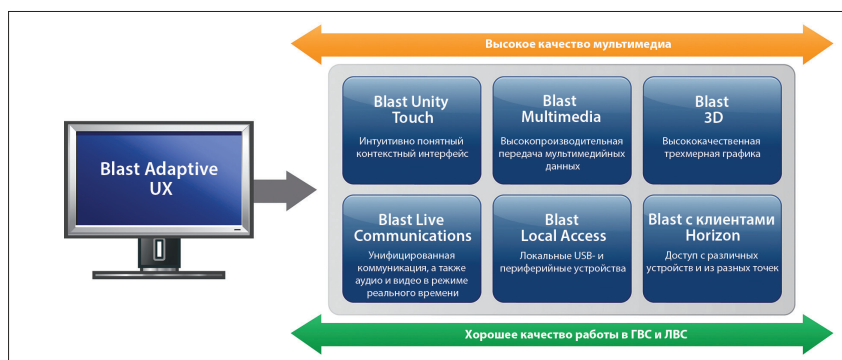 Высокое качество мультимедиа
Blast Adaptive
UX
Blast Unity
Touch
Интуитивно понятный
контекстный интерфейс
Blast
Multimedia
Высокопроизводительная
передача мультимедийных
данных
Blast
3D
Высококачественная
трехмерная графика
Blast Live
Communications
Унифицированная
коммуникация, а также
аудио и видео в режиме
реального времени
Blast
Local Access
Локальные USB- и
периферийные устройства
Blast с клиентами
Horizon
Доступ с различных
устройств и из разных точек
Хорошее качество работы в ГВС и ЛВС